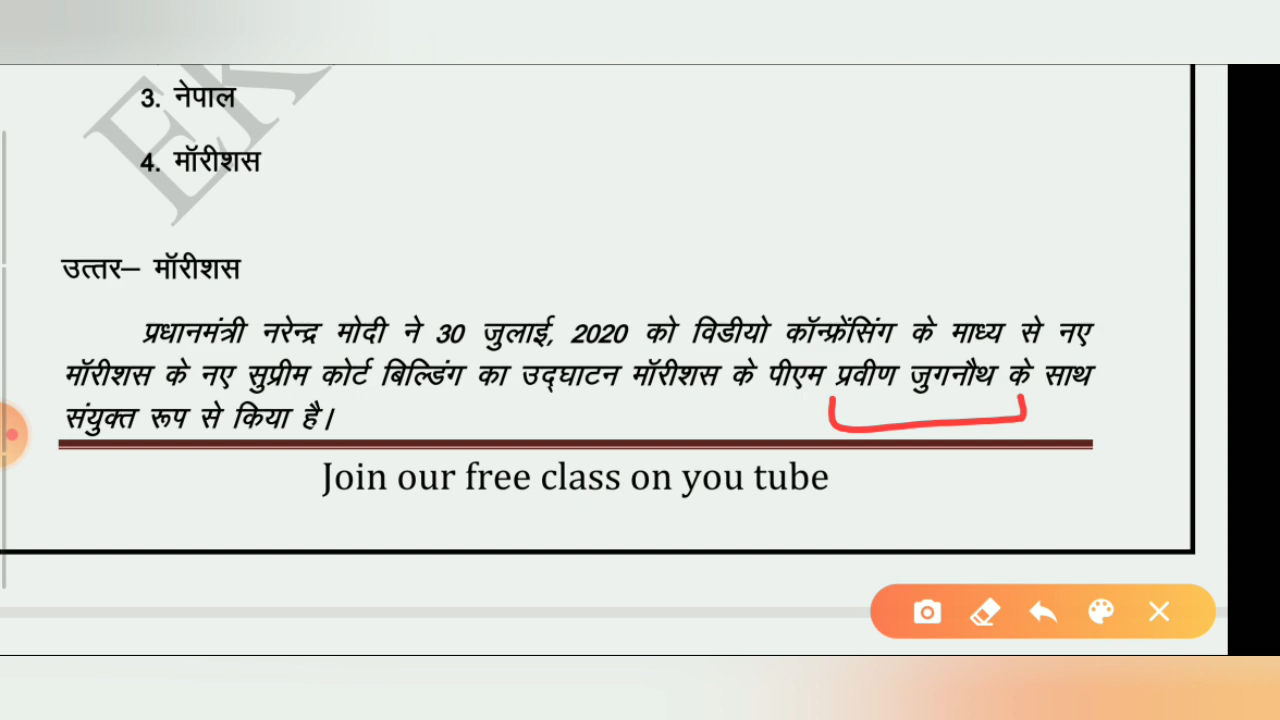 3. नेपाल
4. मॉरीशस
उत्तर– मॉरीशस
प्रधानमंत्री नरेन्द्र मोदी ने 30 जुलाई, 2020 को विडीयो कॉन्फ्रेंसिंग के माध्य से नए
मॉरीशस के नए सुप्रीम कोर्ट बिल्डिंग का उद्घाटन मॉरीशस के पीएम प्रवीण जुगनौथ के साथ
संयुक्त रूप से किया है।
Join our free class on you tube